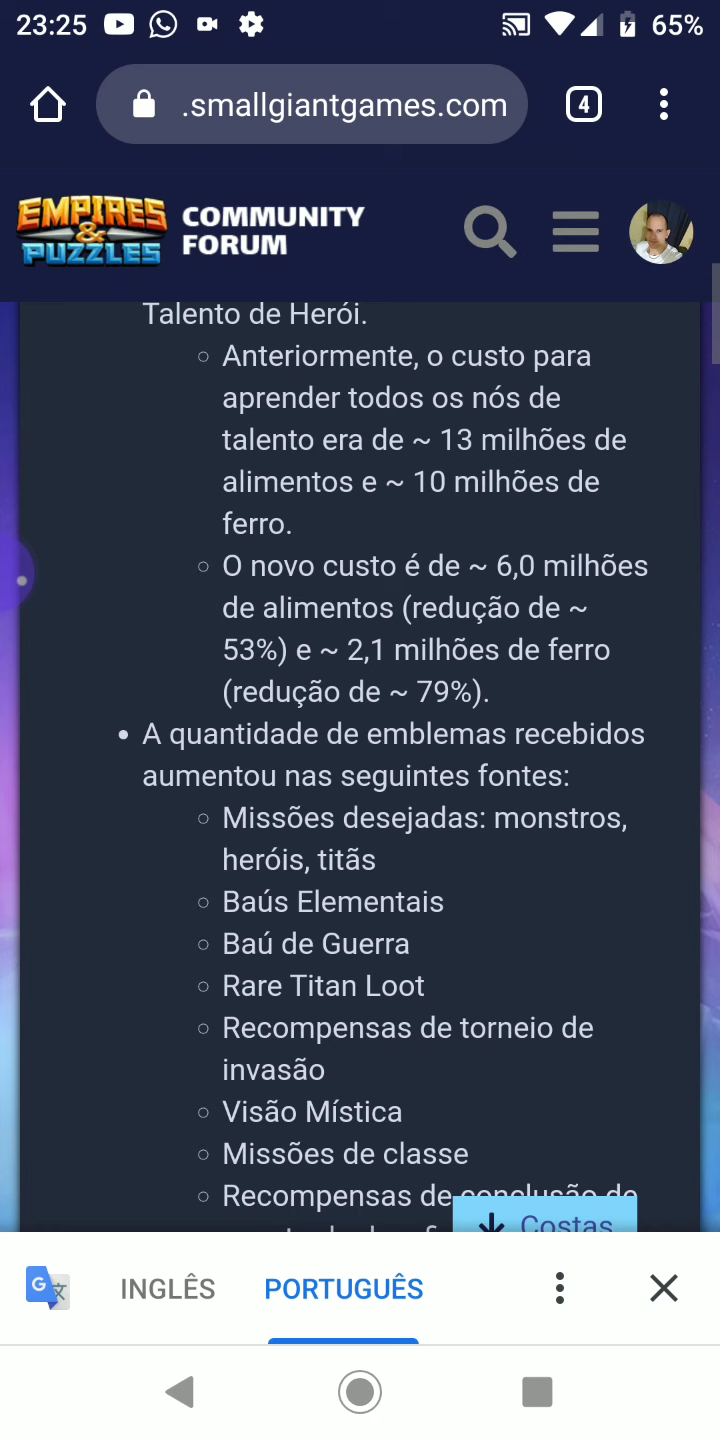 23:25
65%
.smallgiantgames.com
4
EMPIRES & PUZZLES
COMMUNITY FORUM
Talento de Herói.
Anteriormente, o custo para
aprender todos os nós de
talento era de ~ 13 milhões de
alimentos e ~ 10 milhões de
ferro.
O novo custo é de ~ 6,0 milhões
de alimentos (redução de ~
53%) e ~ 2,1 milhões de ferro
(redução de ~ 79%).
A quantidade de emblemas recebidos
aumentou nas seguintes fontes:
Missões desejadas: monstros,
heróis, titãs
Baús Elementais
Baú de Guerra
Rare Titan Loot
Recompensas de torneio de
invasão
Visão Mística
Missões de classe
Recompensas de conclusão de
Costas
INGLÊS PORTUGUÊS